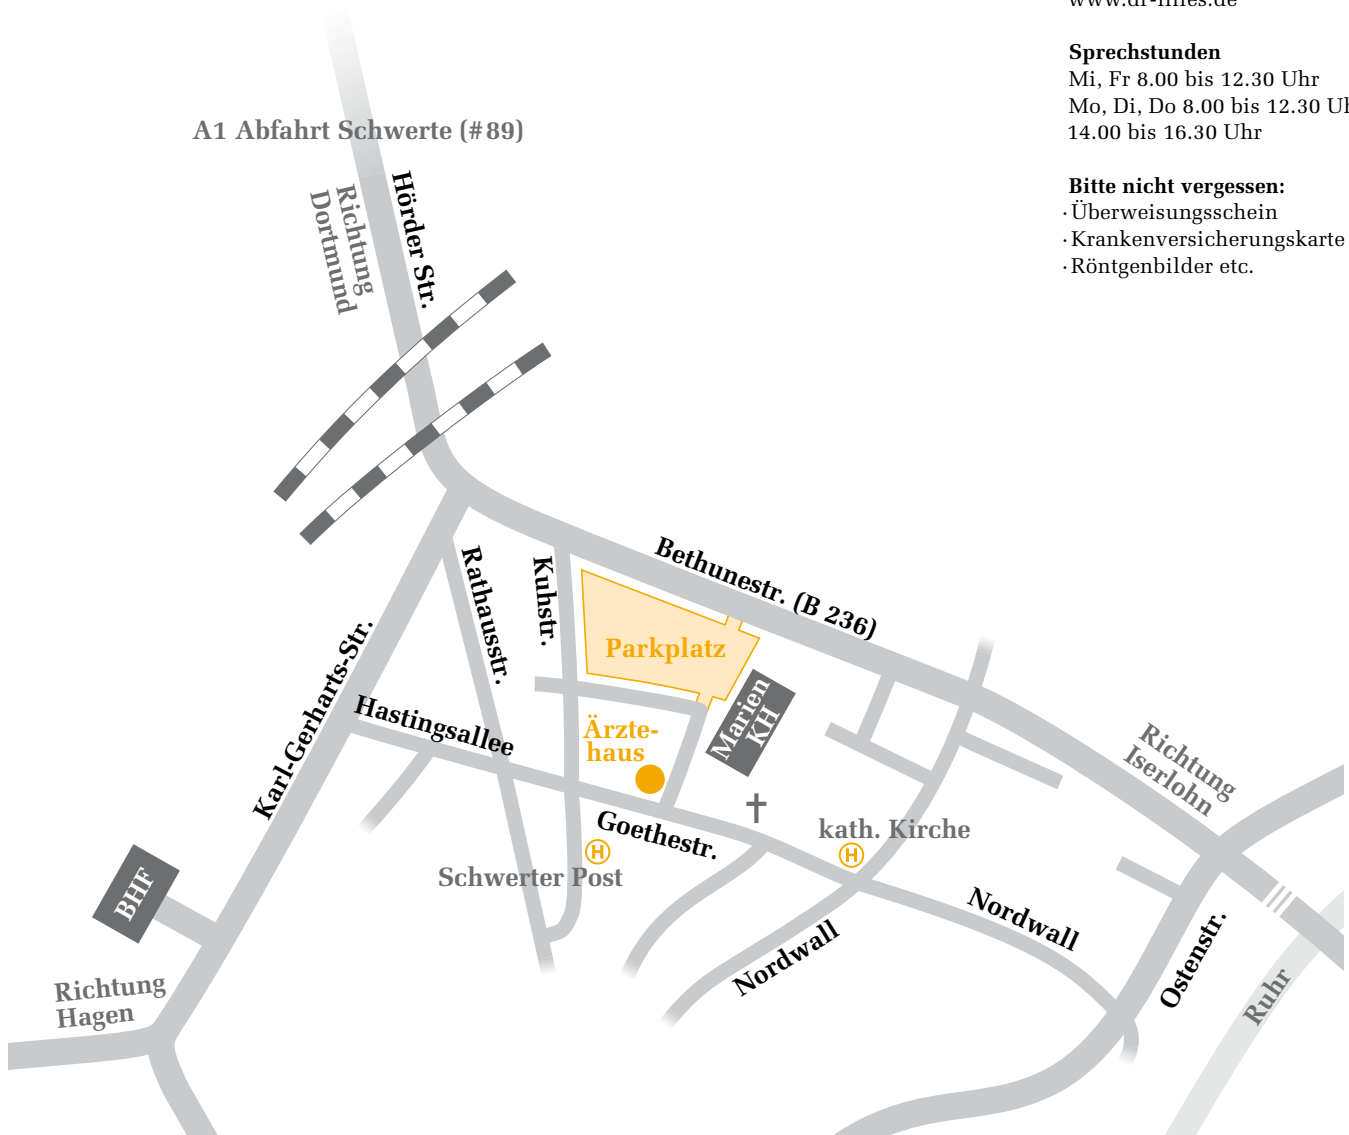 Sprechstunden
Mi, Fr 8.00 bis 12.30 Uhr
Mo, Di, Do 8.00 bis 12.30
14.00 bis 16.30 Uhr
Bitte nicht vergessen:
·Überweisungsschein
·Krankenversicherungskarte
·Röntgenbilder etc.
A1 Abfahrt Schwerte (#89)
Richtung
Dortmund
Hörder Str.
Bethunestr. (B 236)
Rathausstr.
Kuhstr.
Parkplatz
Karl-Gerharts-Str.
Hastingsallee
Marien
KH
Ärzte-
haus
Richtung
Iserlohn
Goethestr.
kath. Kirche
H
H
Schwerter Post
BHF
Nordwall
Nordwall
Ostenstr.
Ruhr
Richtung
Hagen